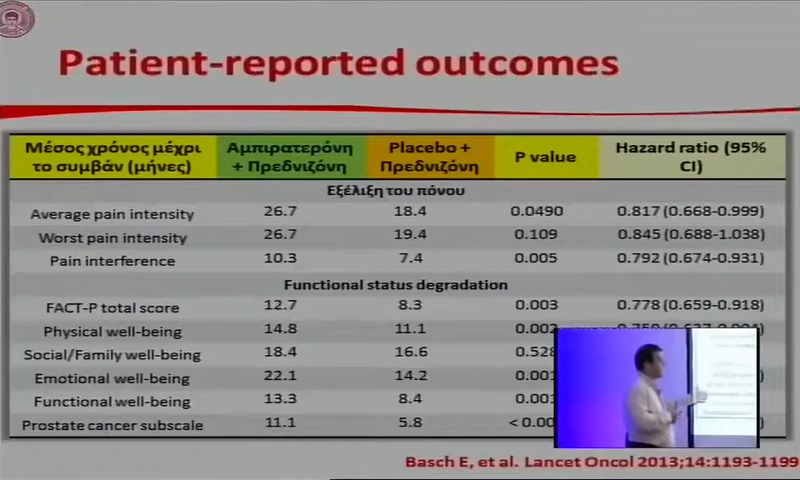 Patient-reported outcomes
Μέσος χρόνος μέχρι το συμβάν (μήνες) Αμπιρατερόνη + Πρεδνιζόνη Placebo + Πρεδνιζόνη P value Hazard ratio (95% CI)
Εξέλιξη του πόνου
Average pain intensity 26.7 18.4 0.0490 0.817 (0.668-0.999)
Worst pain intensity 26.7 19.4 0.109 0.845 (0.688-1.038)
Pain interference 10.3 7.4 0.005 0.792 (0.674-0.931)
Functional status degradation
FACT-P total score 12.7 8.3 0.003 0.778 (0.659-0.918)
Physical well-being 14.8 11.1 0.002
Social/Family well-being 18.4 16.6 0.528
Emotional well-being 22.1 14.2 0.001
Functional well-being 13.3 8.4 0.001
Prostate cancer subscale 11.1 5.8
Basch E, et al. Lancet Oncol 2013;14:1193-1199